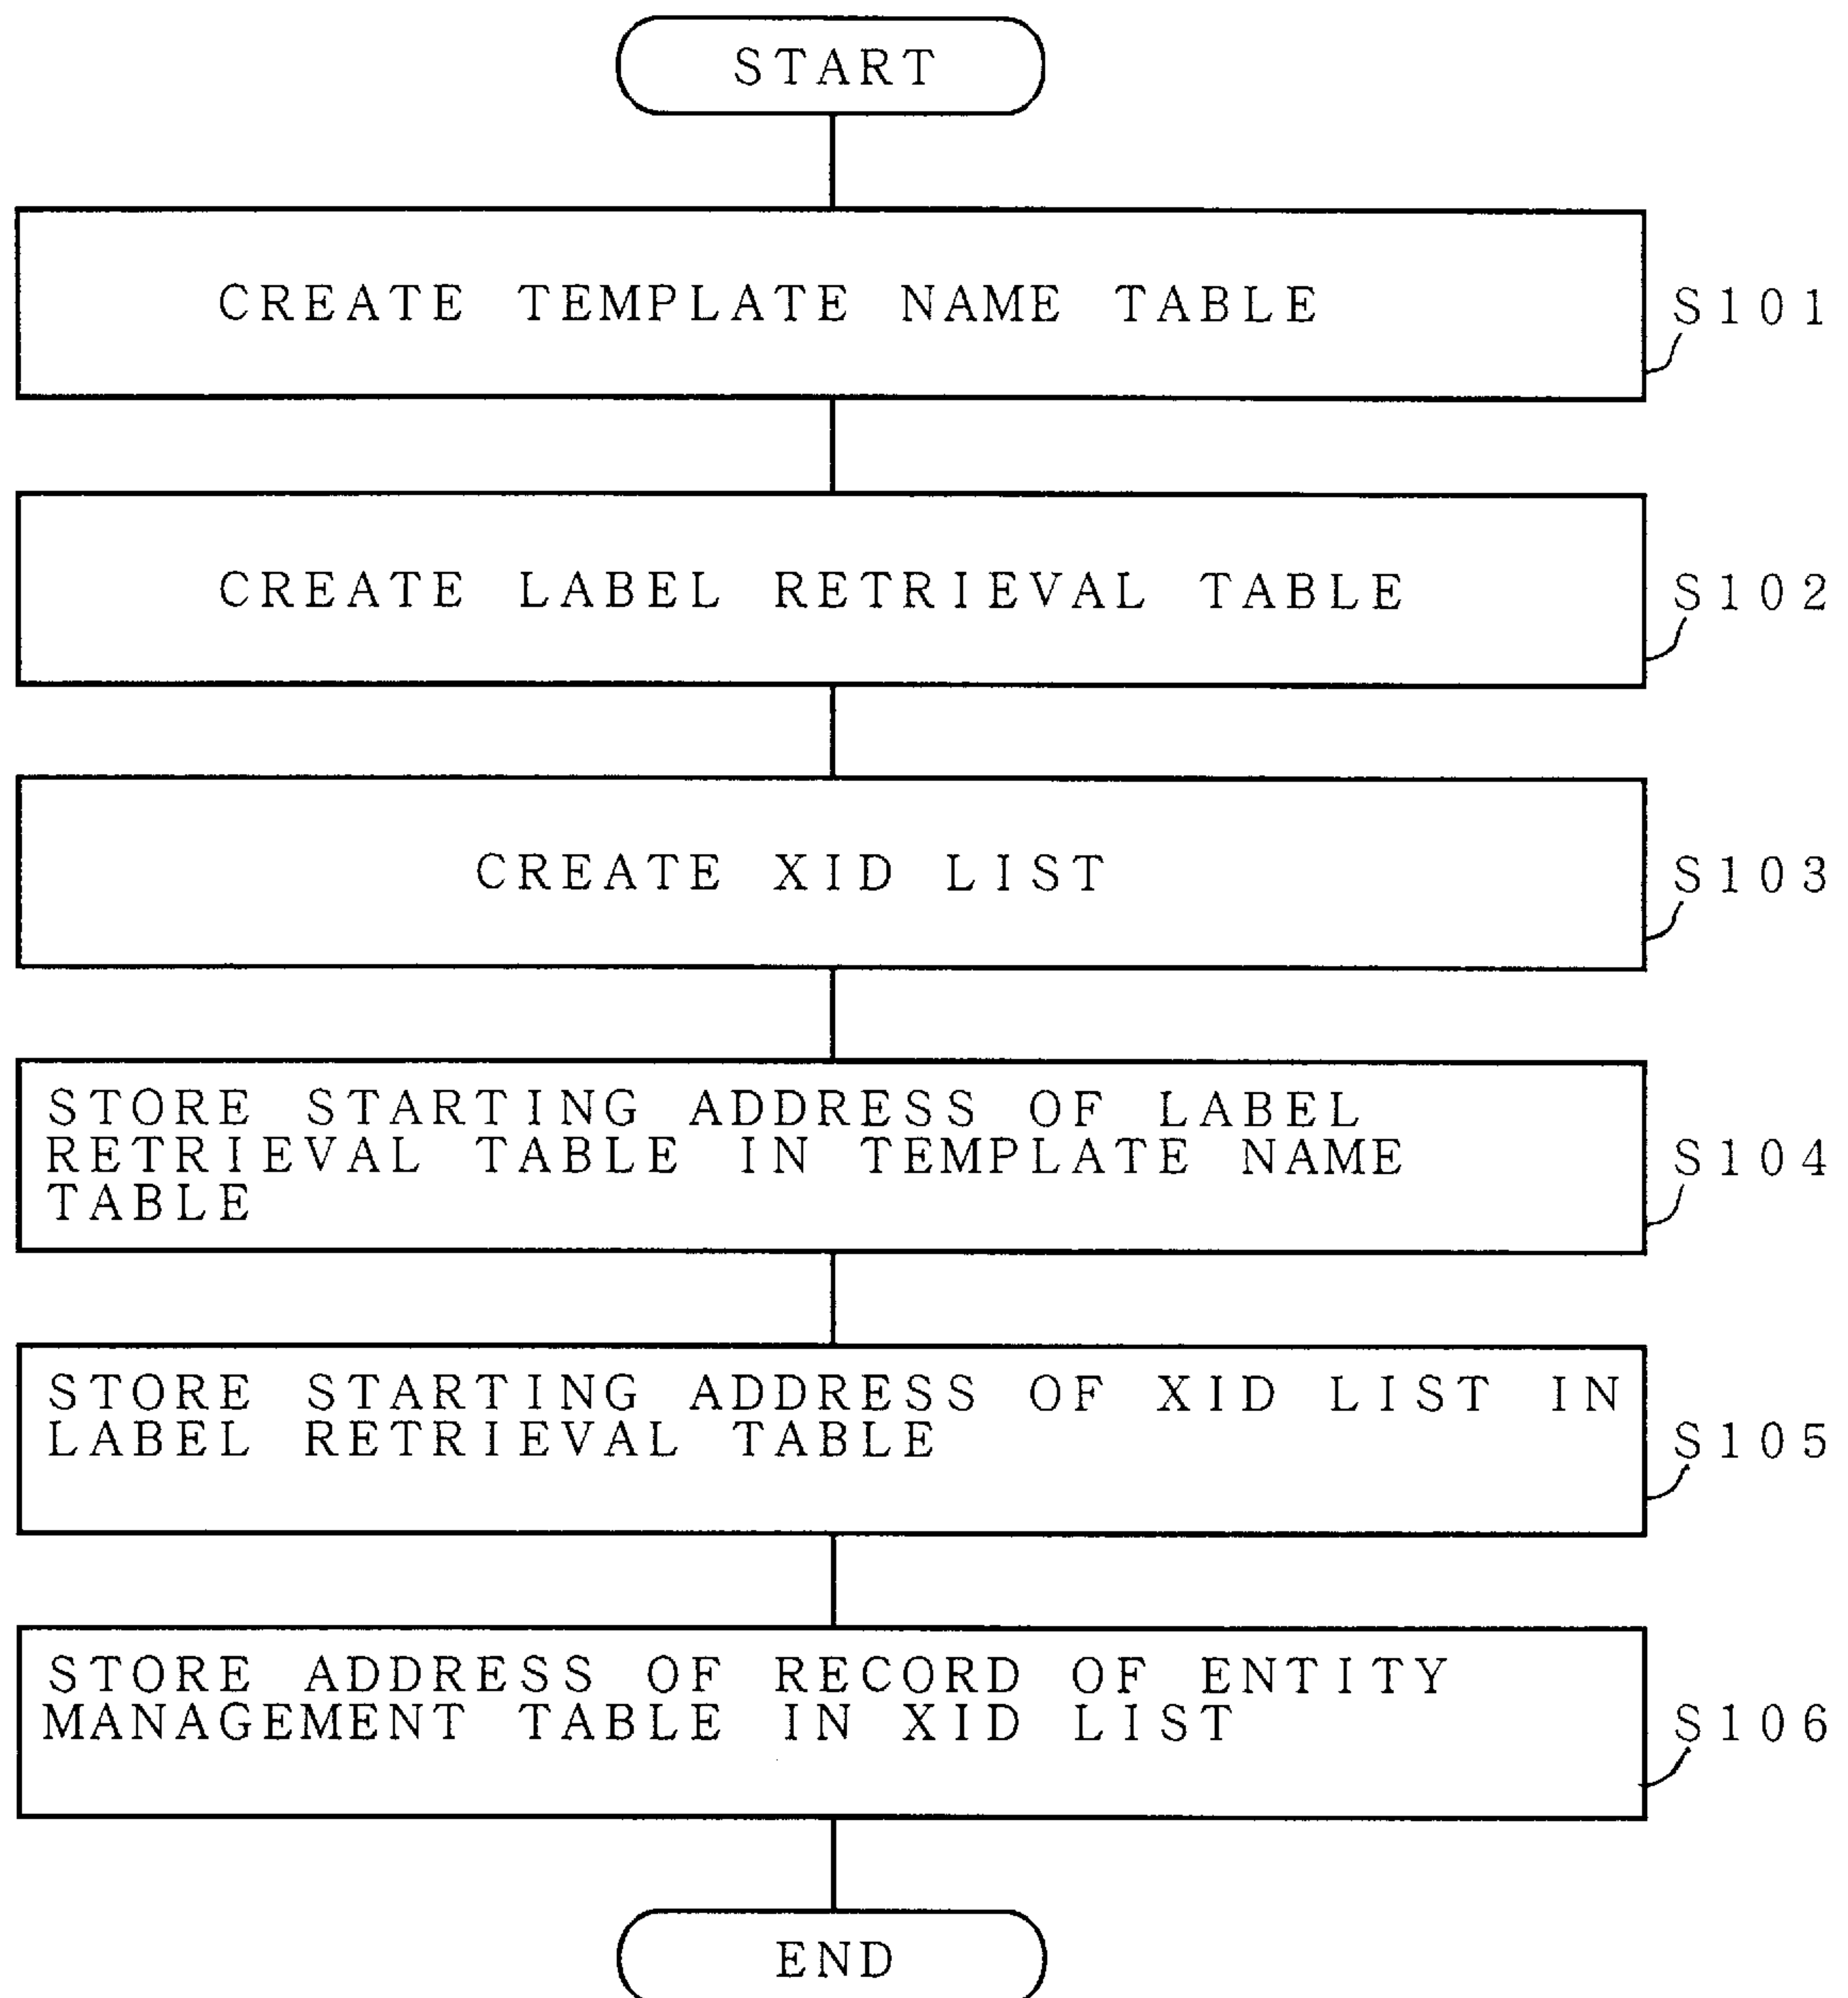 START
CREATE TEMPLATE NAME TABLE
S101
CREATE LABEL RETRIEVAL TABLE
S102
CREATE XID LIST
S103
STORE STARTING ADDRESS OF LABEL
RETRIEVAL TABLE IN TEMPLATE NAME
TABLE
S104
STORE STARTING ADDRESS OF XID LIST IN
LABEL RETRIEVAL TABLE
S105
STORE ADDRESS OF RECORD OF ENTITY
MANAGEMENT TABLE IN XID LIST
S106
END